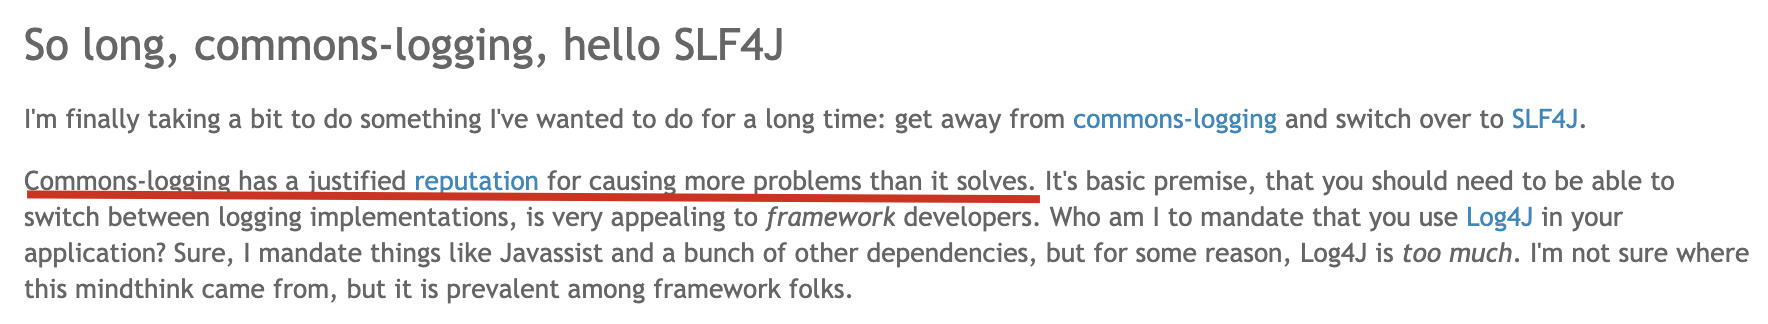 So long, commons-logging, hello SLF4J
I'm finally taking a bit to do something I've wanted to do for a long time: get away from commons-logging and switch over to SLF4J.
Commons-logging has a justified reputation for causing more problems than it solves. It's basic premise, that you should need to be able to
switch between logging implementations, is very appealing to framework developers. Who am I to mandate that you use Log4J in your
application? Sure, I mandate things like Javassist and a bunch of other dependencies, but for some reason, Log4J is too much. I'm not sure where
this mindthink came from, but it is prevalent among framework folks.